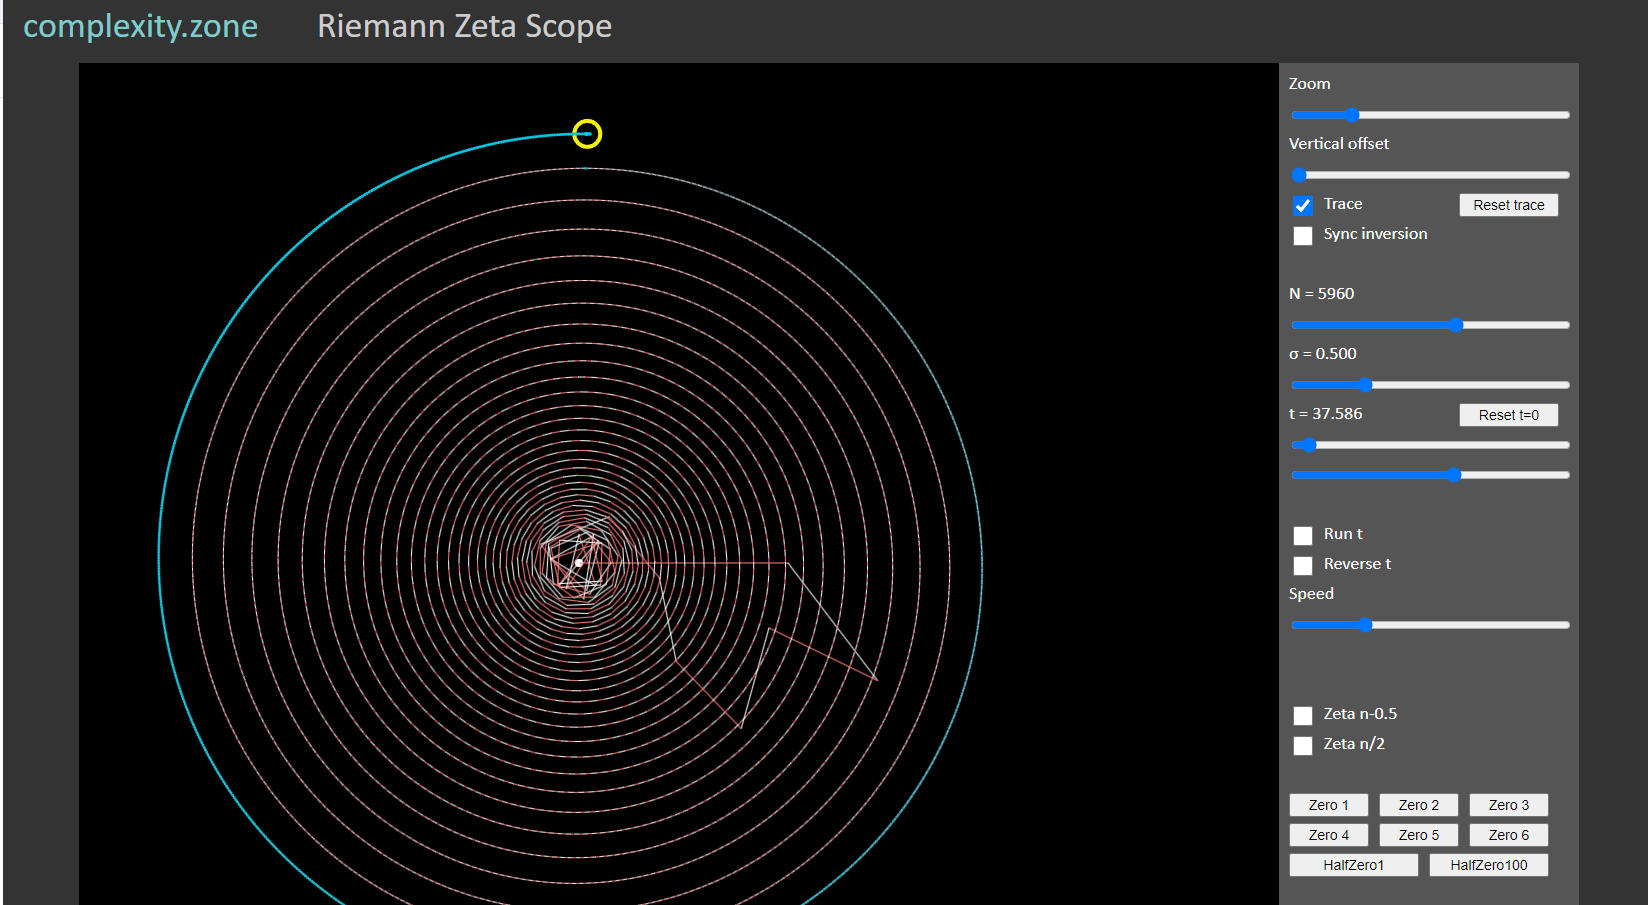 complexity.zone Riemann Zeta Scope
Zoom
Vertical offset
Trace Reset trace
Sync inversion
N = 5960
σ = 0.500
t = 37.586 Reset t=0
Run t
Reverse t
Speed
Zeta n-0.5
Zeta n/2
Zero 1 Zero 2 Zero 3
Zero 4 Zero 5 Zero 6
HalfZero1 HalfZero100